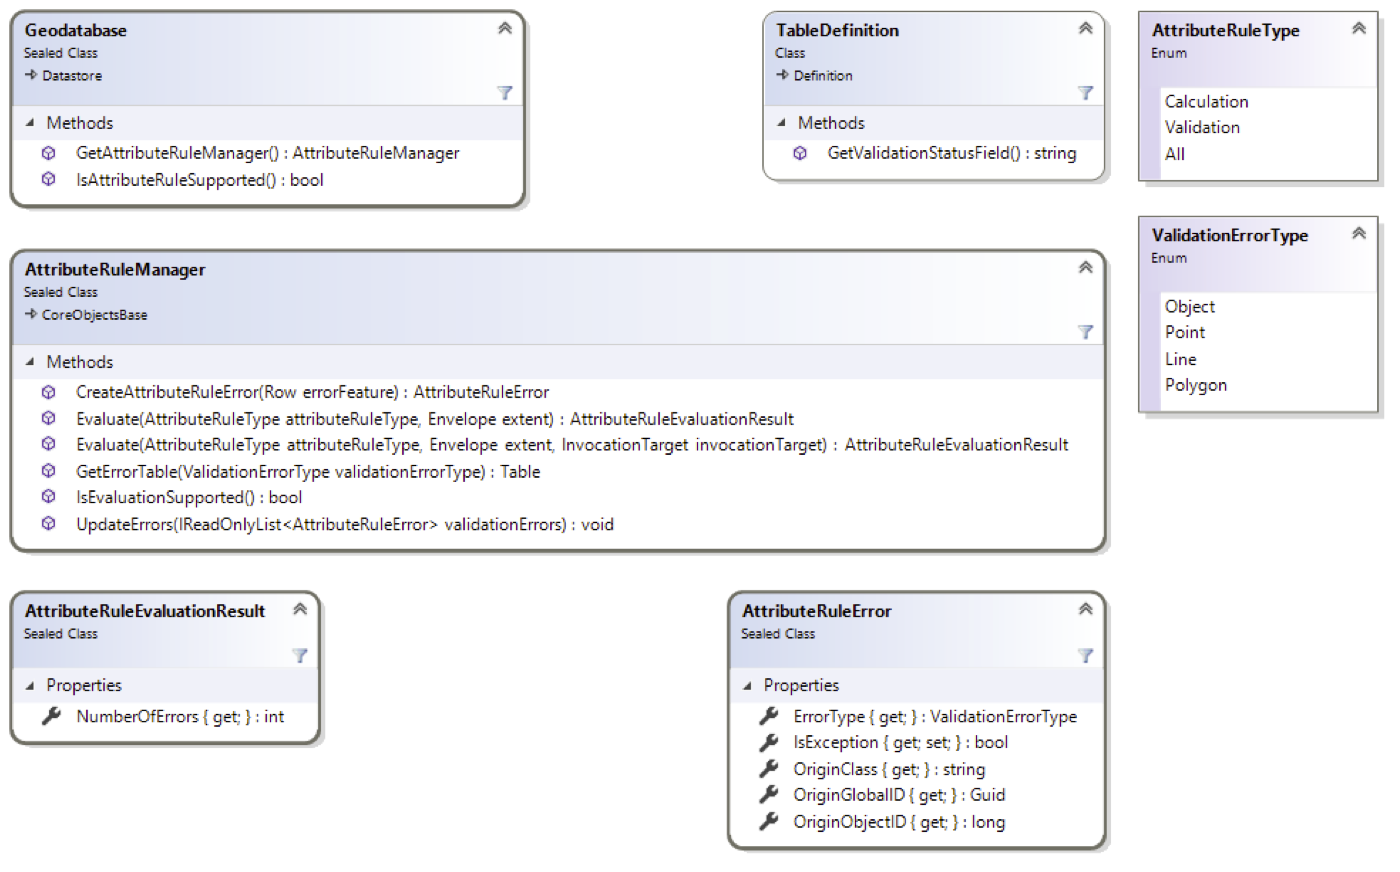 Geodatabase
Sealed Class
Datastore
Methods
GetAttributeRuleManager() : AttributeRuleManager
IsAttributeRuleSupported() : bool
TableDefinition
Class
Definition
Methods
GetValidationStatusField() : string
AttributeRuleType
Enum
Calculation
Validation
All
ValidationErrorType
Enum
Object
Point
Line
Polygon
AttributeRuleManager
Sealed Class
CoreObjectsBase
Methods
CreateAttributeRuleError(Row errorFeature) : AttributeRuleError
Evaluate(AttributeRuleType attributeRuleType, Envelope extent) : AttributeRuleEvaluationResult
Evaluate(AttributeRuleType attributeRuleType, Envelope extent, InvocationTarget invocationTarget) : AttributeRuleEvaluationResult
GetErrorTable(ValidationErrorType validationErrorType) : Table
IsEvaluationSupported() : bool
UpdateErrors(IReadOnlyList<AttributeRuleError> validationErrors) : void
AttributeRuleEvaluationResult
Sealed Class
Properties
NumberOfErrors { get; } : int
AttributeRuleError
Sealed Class
Properties
ErrorType { get; } : ValidationErrorType
IsException { get; set; } : bool
OriginClass { get; } : string
OriginGlobalID { get; } : Guid
OriginObjectID { get; } : long